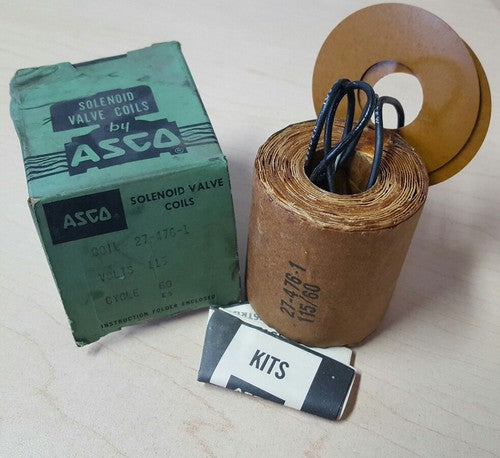 SOLENOID
VALVE COILS
by
ASCO
ASCO
SOLENOID VALVE
COILS
COIL 27-476-1
VOLTS 115
CYCLE 60
INSTRUCTION FOLDER ENCLOSED
27-476-1
115/60
KITS